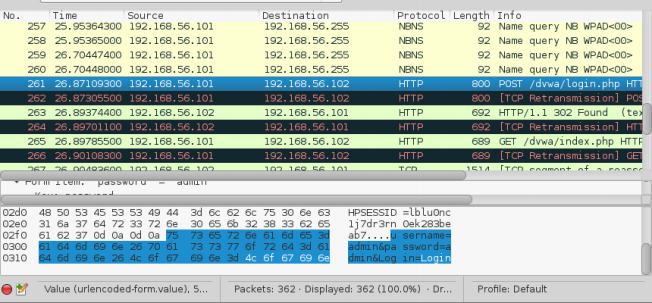 No. Time Source Destination Protocol Length Info
257 25.95364300 192.168.56.101 192.168.56.255 NBNS 92 Name query NB WPAD<00>
258 25.95365000 192.168.56.101 192.168.56.255 NBNS 92 Name query NB WPAD<00>
259 26.70447000 192.168.56.101 192.168.56.255 NBNS 92 Name query NB WPAD<00>
260 26.70448000 192.168.56.101 192.168.56.255 NBNS 92 Name query NB WPAD<00>
261 26.87109300 192.168.56.101 192.168.56.102 HTTP 800 POST /dvwa/login.php HTT
262 26.87305500 192.168.56.101 192.168.56.102 HTTP 800 [TCP Retransmission] POS
263 26.89374400 192.168.56.102 192.168.56.101 HTTP 692 HTTP/1.1 302 Found (tex
264 26.89701100 192.168.56.102 192.168.56.101 HTTP 692 [TCP Retransmission] HTT
265 26.89785500 192.168.56.101 192.168.56.102 HTTP 689 GET /dvwa/index.php HTTP
266 26.90108300 192.168.56.101 192.168.56.102 HTTP 689 [TCP Retransmission] GET
267 26.90483600 192.168.56.102 192.168.56.101 TCP 1514 [TCP segment of a reass
Form item: "password" = "admin"
02d0 48 50 53 45 53 53 49 44 3d 6c 62 6c 75 30 6e 63 HPSESSID =lblu0nc
02e0 31 6a 37 64 72 33 72 6e 30 65 6b 32 38 33 62 65 1j7dr3rn 0ek283be
02f0 61 62 37 0d 0a 0d 0a 75 73 65 72 6e 61 6d 65 3d ab7....u sername=
0300 61 64 6d 69 6e 26 70 61 73 73 77 6f 72 64 3d 61 admin&pa ssword=a
0310 64 6d 69 6e 26 4c 6f 67 69 6e 3d 4c 6f 67 69 6e dmin&Log in=Login
Value (urlencoded-form.value), 5... Packets: 362 · Displayed: 362 (100.0%) · Dr... Profile: Default